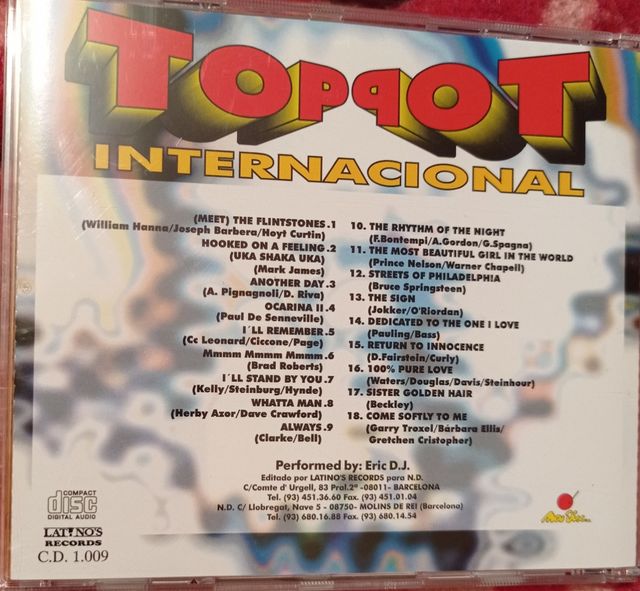 TOPPOT
INTERNACIONAL
(MEET) THE FLINTSTONES.1
(William Hanna/Joseph Barbera/Hoyt Curtin)
HOOKED ON A FEELING.2
(UKA SHAKA UKA)
(Mark James)
ANOTHER DAY.3
(A. Pignagnoli/D. Riva)
OCARINA II.4
(Paul De Senneville)
I´LL REMEMBER.5
(Cc Leonard/Ciccone/Page)
Mmmm Mmmm Mmmm.6
(Brad Roberts)
I´LL STAND BY YOU.7
(Kelly/Steinburg/Hynde)
WHATTA MAN.8
(Herby Azor/Dave Crawford)
ALWAYS.9
(Clarke/Bell)
10. THE RHYTHM OF THE NIGHT
(F.Bontempi/A.Gordon/G.Spagna)
11. THE MOST BEAUTIFUL GIRL IN THE WORLD
(Prince Nelson/Warner Chapell)
12. STREETS OF PHILADELPHIA
(Bruce Springsteen)
13. THE SIGN
(Jokker/O'Riordan)
14. DEDICATED TO THE ONE I LOVE
(Pauling/Bass)
15. RETURN TO INNOCENCE
(D.Fairstein/Curly)
16. 100% PURE LOVE
(Waters/Douglas/Davis/Steinhour)
17. SISTER GOLDEN HAIR
(Beckley)
18. COME SOFTLY TO ME
(Garry Troxel/Bárbara Ellis/
Gretchen Cristopher)
Performed by: Eric D.J.
Editado por LATINO'S RECORDS para N.D.
C/Comte d' Urgell, 83 Pral.2ª -08011- BARCELONA
Tel. (93) 451.36.60 Fax. (93) 451.01.04
N.D. C/ Llobregat, Nave 5 - 08750- MOLINS DE REI (Barcelona)
Tel. (93) 680.16.88 Fax. (93) 680.14.54
COMPACT
disc
DIGITAL AUDIO
LATINO'S
RECORDS
C.D. 1.009